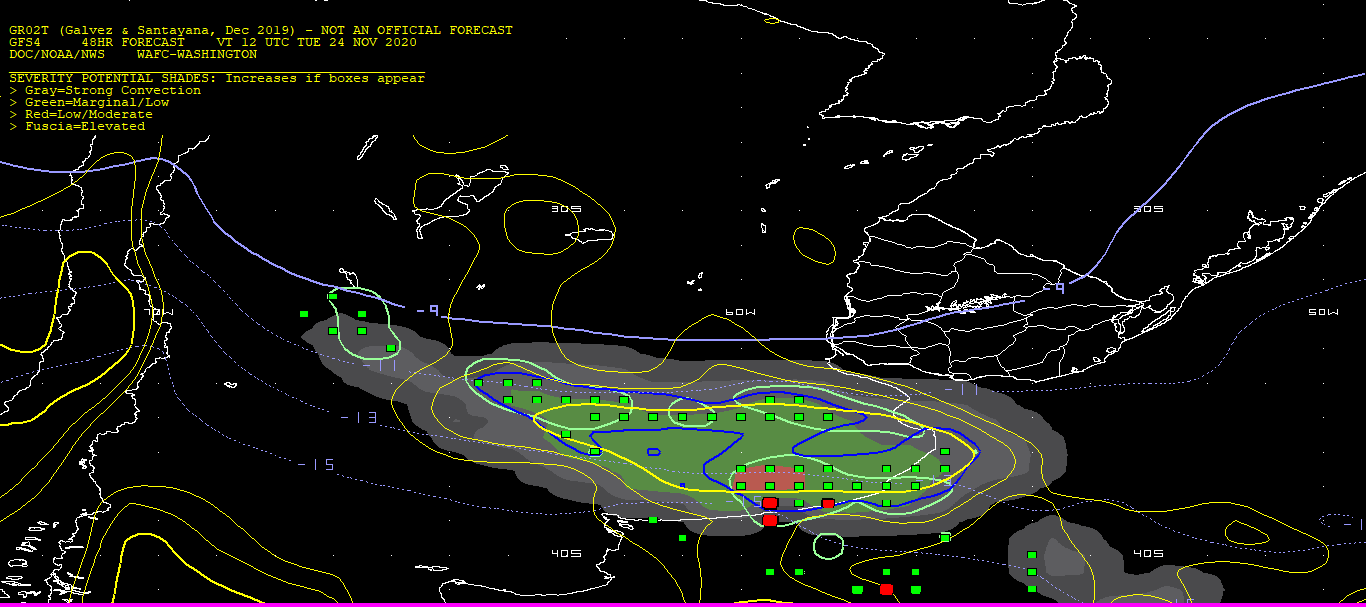 GR02T (Galvez & Santayana, Dec 2019) - NOT AN OFFICIAL FORECAST
GFS4 48HR FORECAST VT 12 UTC TUE 24 NOV 2020
DOC/NOAA/NWS WAFC-WASHINGTON
SEVERITY POTENTIAL SHADES: Increases if boxes appear
> Gray=Strong Convection
> Green=Marginal/Low
> Red=Low/Moderate
> Fuscia=Elevated
30S 30S
-9
-9 60W 50W
-11 -11
-13
-15
40S 40S